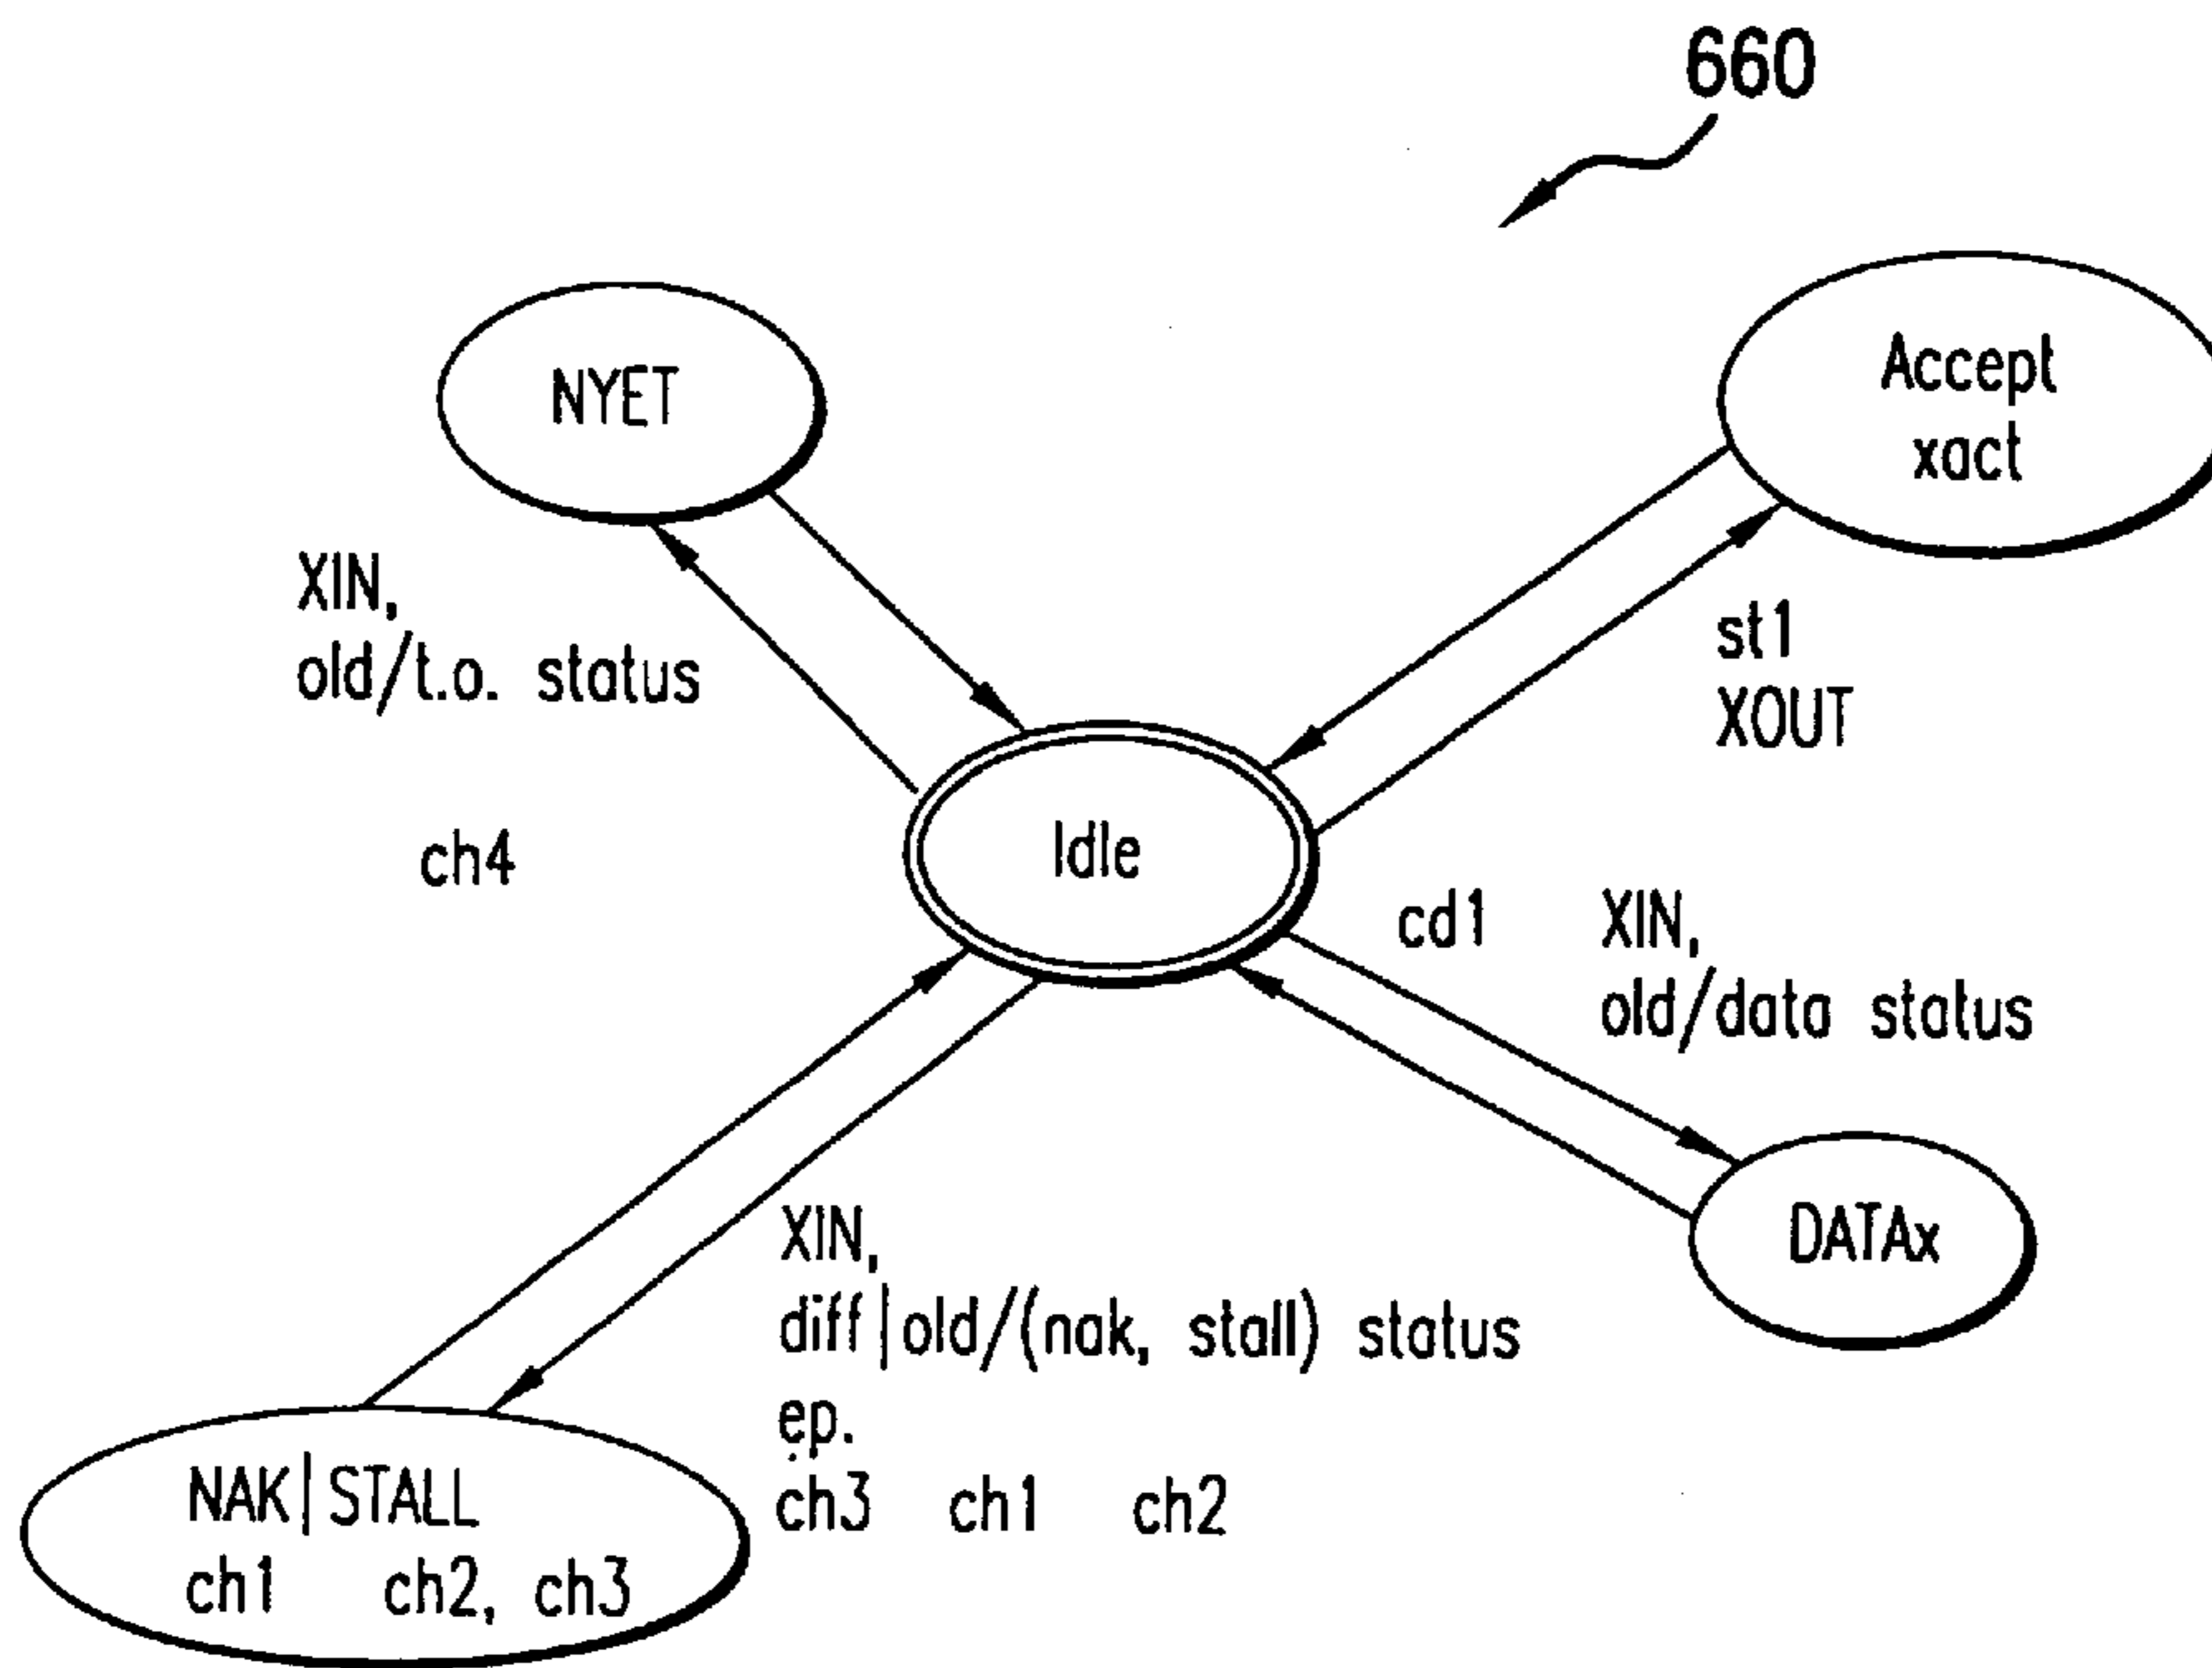 660
NYET
Accept
xact
XIN,
old/t.o. status
st1
XOUT
ch4
Idle
cd1
XIN,
old/data status
DATAx
XIN,
diff|old/(nak, stall) status
ep.
ch3 ch1 ch2
NAK|STALL
ch1 ch2, ch3